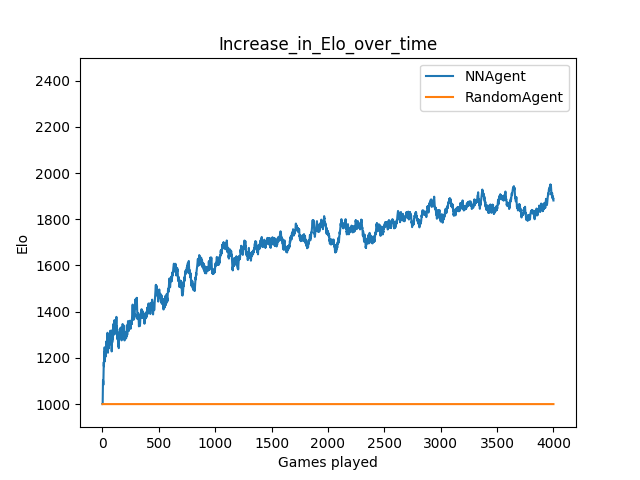 Increase_in_Elo_over_time
NNAgent
RandomAgent
2400
2200
2000
1800
1600
1400
1200
1000
Elo
0 500 1000 1500 2000 2500 3000 3500 4000
Games played